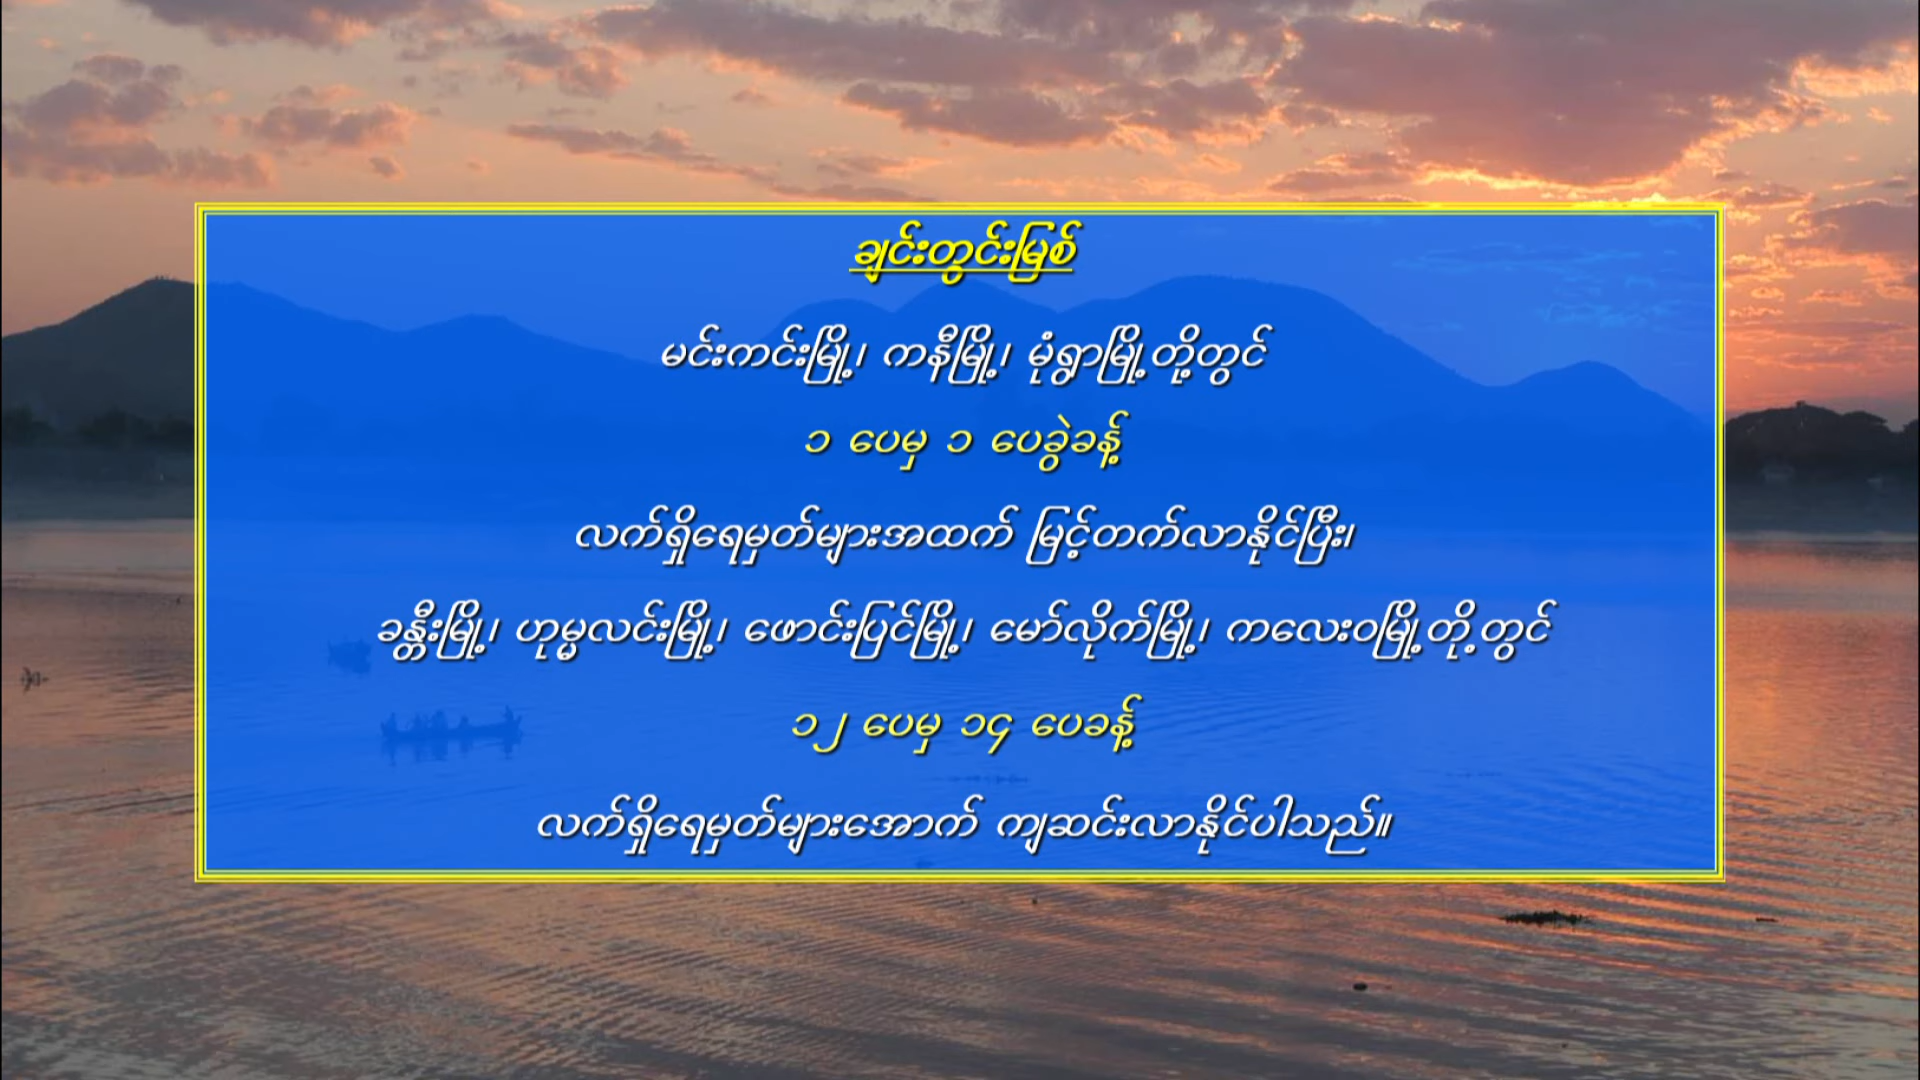 ချင်းတွင်းမြစ်
မင်းကင်းမြို့၊ ကနီမြို့၊ မုံရွာမြို့တို့တွင်
၁ ပေမှ ၁ ပေခွဲခန့်
လက်ရှိရေမှတ်များအထက် မြင့်တက်လာနိုင်ပြီး၊
ခန္တီးမြို့၊ ဟုမ္မလင်းမြို့၊ ဖောင်းပြင်မြို့၊ မော်လိုက်မြို့၊ ကလေးဝမြို့တို့တွင်
၁၂ ပေမှ ၁၄ ပေခန့်
လက်ရှိရေမှတ်များအောက် ကျဆင်းလာနိုင်ပါသည်။